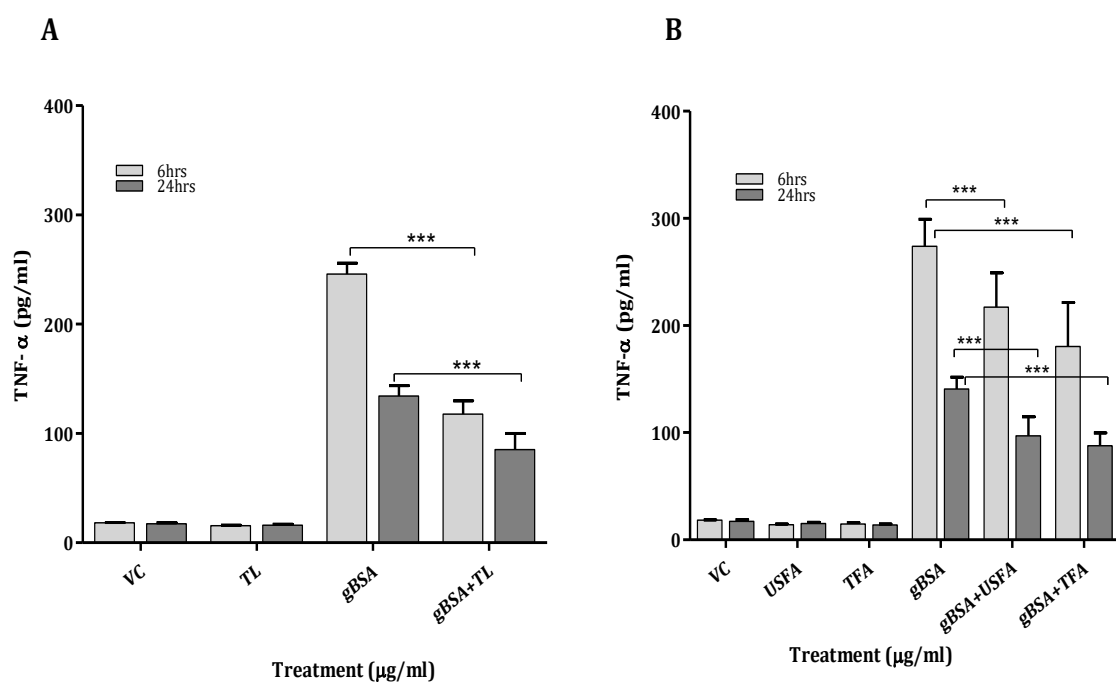 A
400
300
200
100
0
TNF- α (pg/ml)
6hrs
24hrs
***
***
VC
TL
gBSA
gBSA+TL
Treatment (µg/ml)
B
400
300
200
100
0
TNF-α (pg/ml)
6hrs
24hrs
***
***
***
***
VC
USFA
TFA
gBSA
gBSA+USFA
gBSA+TFA
Treatment (µg/ml)